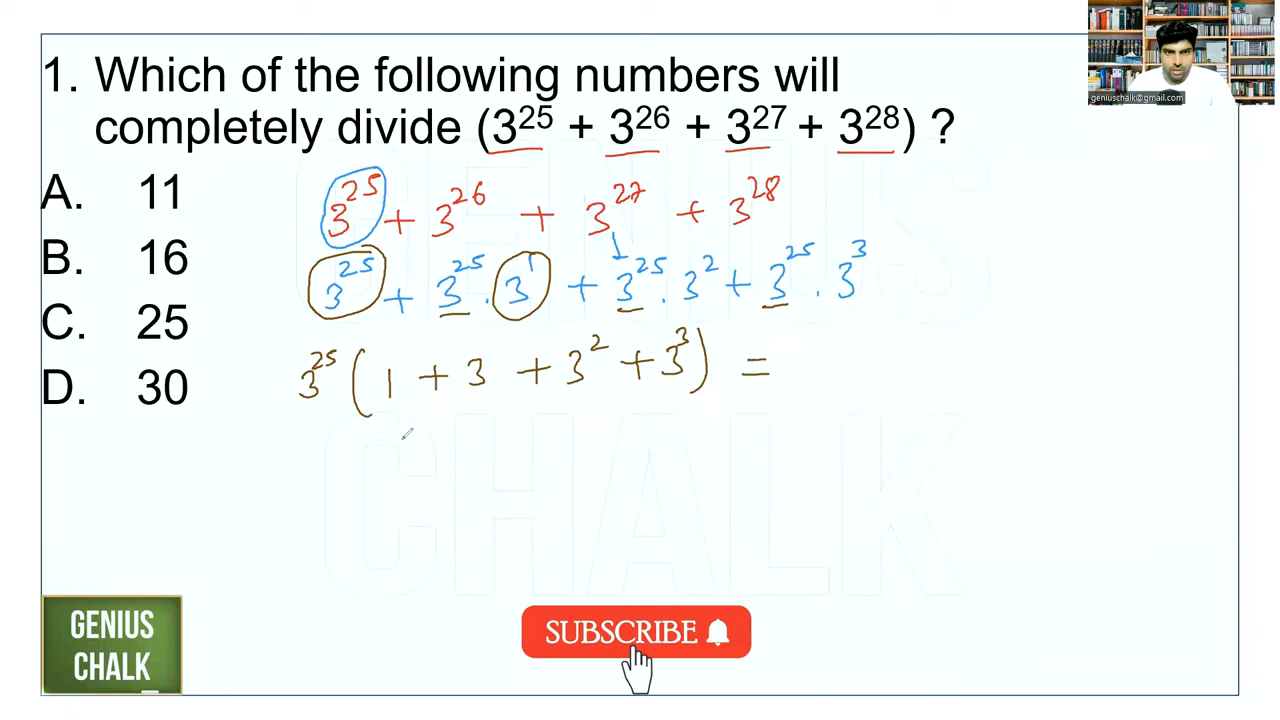 1. Which of the following numbers will
completely divide (3²⁵ + 3²⁶ + 3²⁷ + 3²⁸) ?
A. 11
B. 16
C. 25
D. 30
3²⁵ + 3²⁶ + 3²⁷ + 3²⁸
3²⁵ + 3²⁵ . 3¹ + 3²⁵ . 3² + 3²⁵ . 3³
3²⁵ ( 1 + 3 + 3² + 3³ ) =
GENIUS
CHALK
GENIUS
CHALK
SUBSCRIBE
geniuschalk@gmail.com